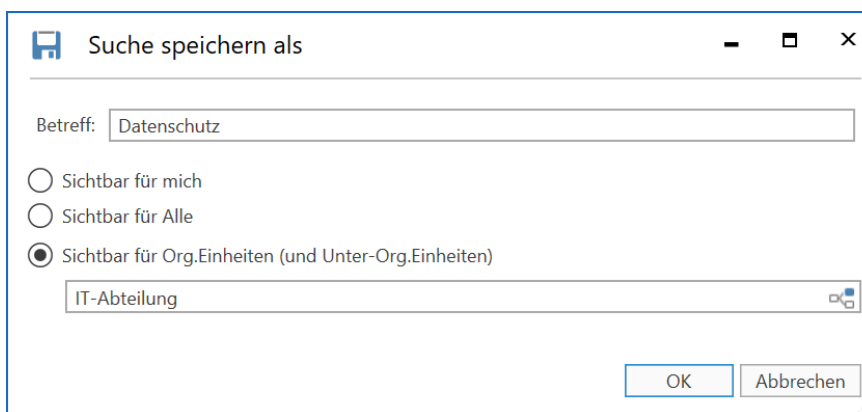 Suche speichern als
Betreff: Datenschutz
Sichtbar für mich
Sichtbar für Alle
Sichtbar für Org.Einheiten (und Unter-Org.Einheiten)
IT-Abteilung
OK Abbrechen